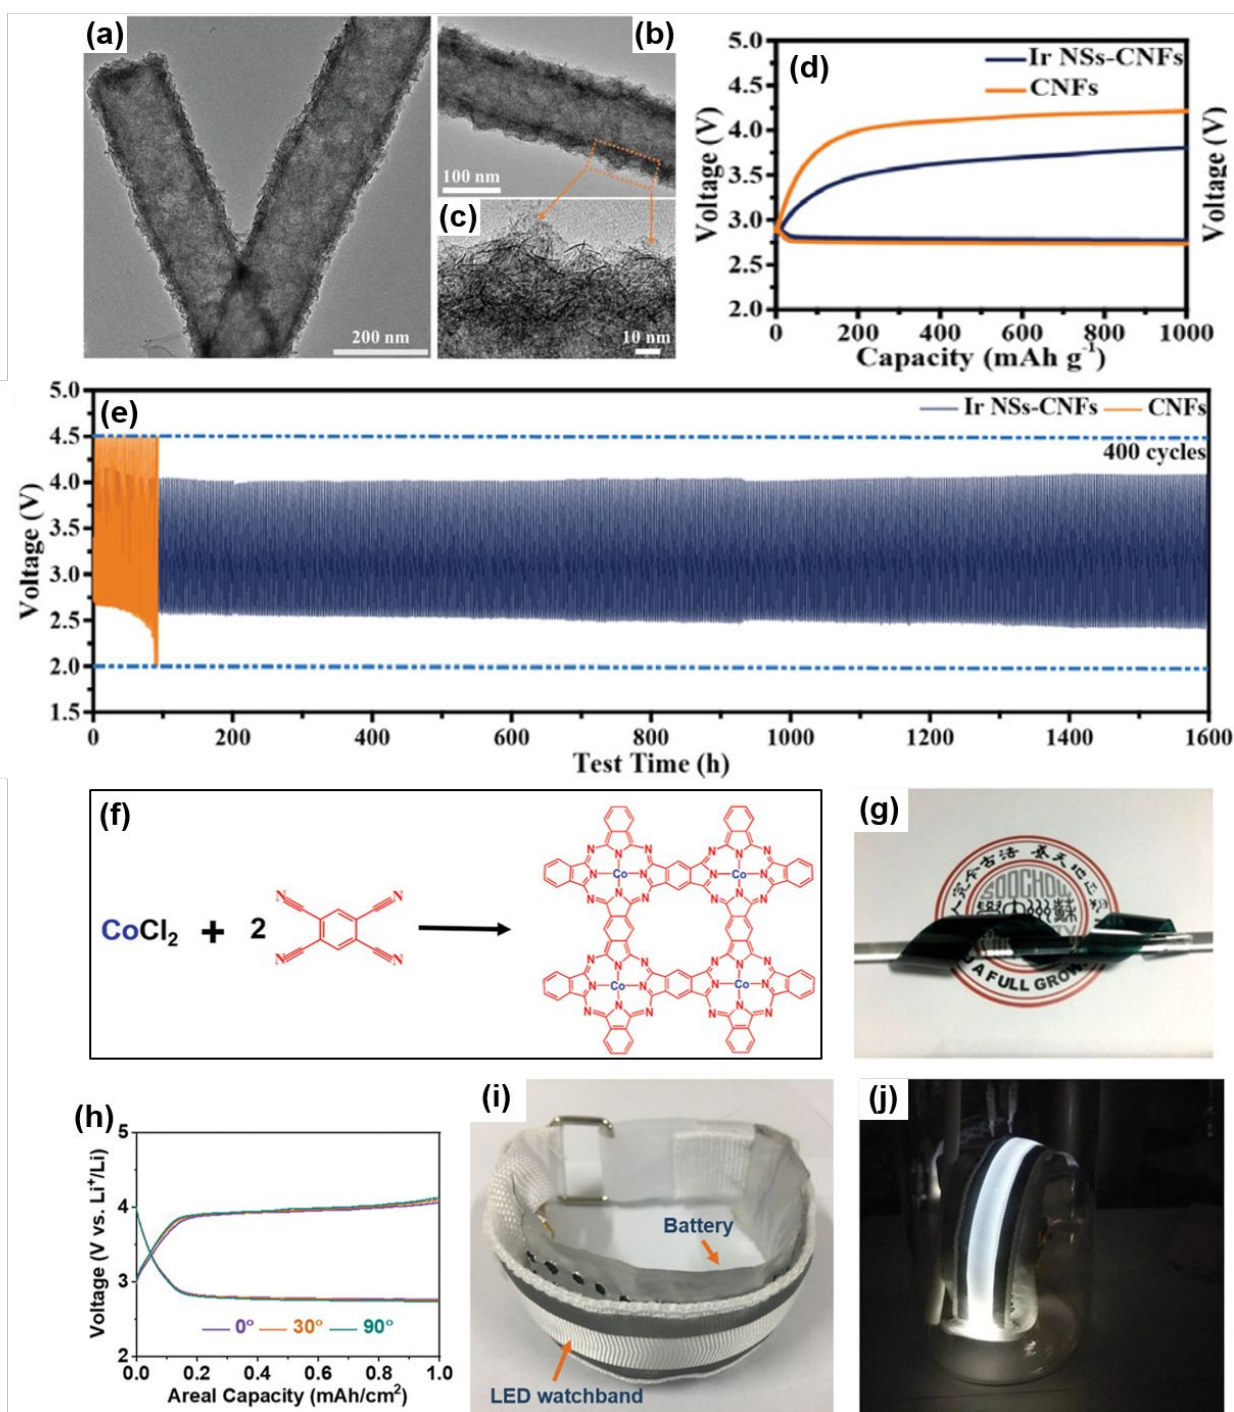 (a)
200 nm
(b)
100 nm
(c)
10 nm
(d)
Ir NSs-CNFs
CNFs
Voltage (V)
5.0
4.5
4.0
3.5
3.0
2.5
2.0
0 200 400 600 800 1000
Capacity (mAh g⁻¹)
Voltage (V)
(e)
Ir NSs-CNFs CNFs
400 cycles
Voltage (V)
5.0
4.5
4.0
3.5
3.0
2.5
2.0
1.5
0 200 400 600 800 1000 1200 1400 1600
Test Time (h)
(f)
CoCl₂ + 2
N N
N N
Co Co
Co Co
(g)
SOOCHOW
A FULL GROW
(h)
Voltage (V vs. Li⁺/Li)
5
4
3
2
0° 30° 90°
0.0 0.2 0.4 0.6 0.8 1.0
Areal Capacity (mAh/cm²)
(i)
Battery
LED watchband
(j)